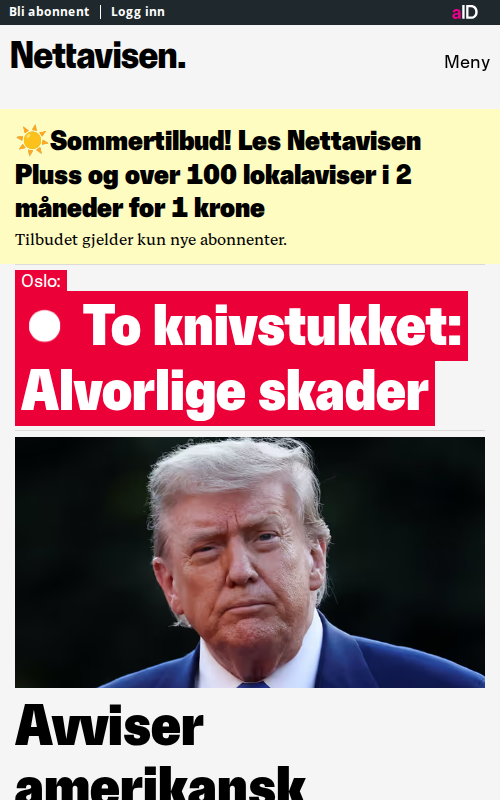 Bli abonnent
Logg inn
aID
Nettavisen.
Meny
Sommertilbud! Les Nettavisen
Pluss og over 100 lokalaviser i 2
måneder for 1 krone
Tilbudet gjelder kun nye abonnenter.
Oslo:
To knivstukket:
Alvorlige skader
Avviser
amerikansk